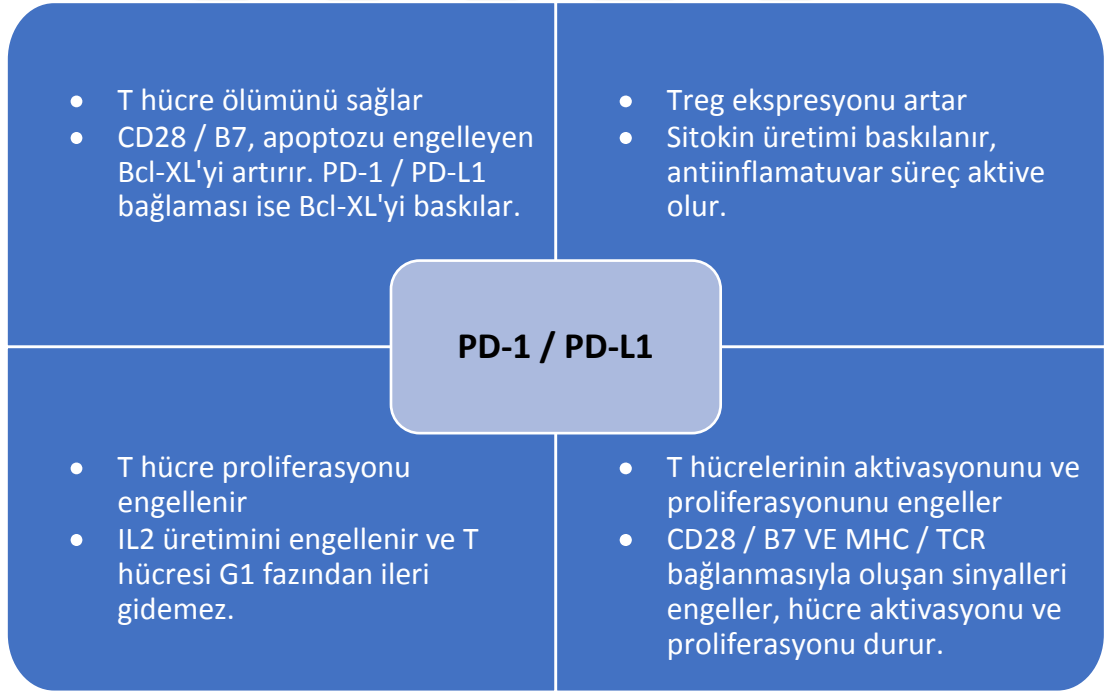 • T hücre ölümünü sağlar
• CD28 / B7, apoptozu engelleyen
Bcl-XL'yi artırır. PD-1 / PD-L1
bağlaması ise Bcl-XL'yi baskılar.
• Treg ekspresyonu artar
• Sitokin üretimi baskılanır,
antiinflamatuvar süreç aktive
olur.
PD-1 / PD-L1
• T hücre proliferasyonu
engellenir
• IL2 üretimini engellenir ve T
hücresi G1 fazından ileri
gidemez.
• T hücrelerinin aktivasyonunu ve
proliferasyonunu engeller
• CD28 / B7 VE MHC / TCR
bağlanmasıyla oluşan sinyalleri
engeller, hücre aktivasyonu ve
proliferasyonu durur.